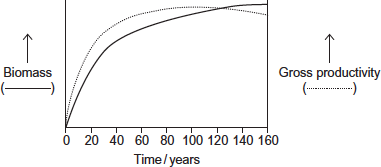 Biomass
(———)
Gross productivity
(..............)
0 20 40 60 80 100 120 140 160
Time / years